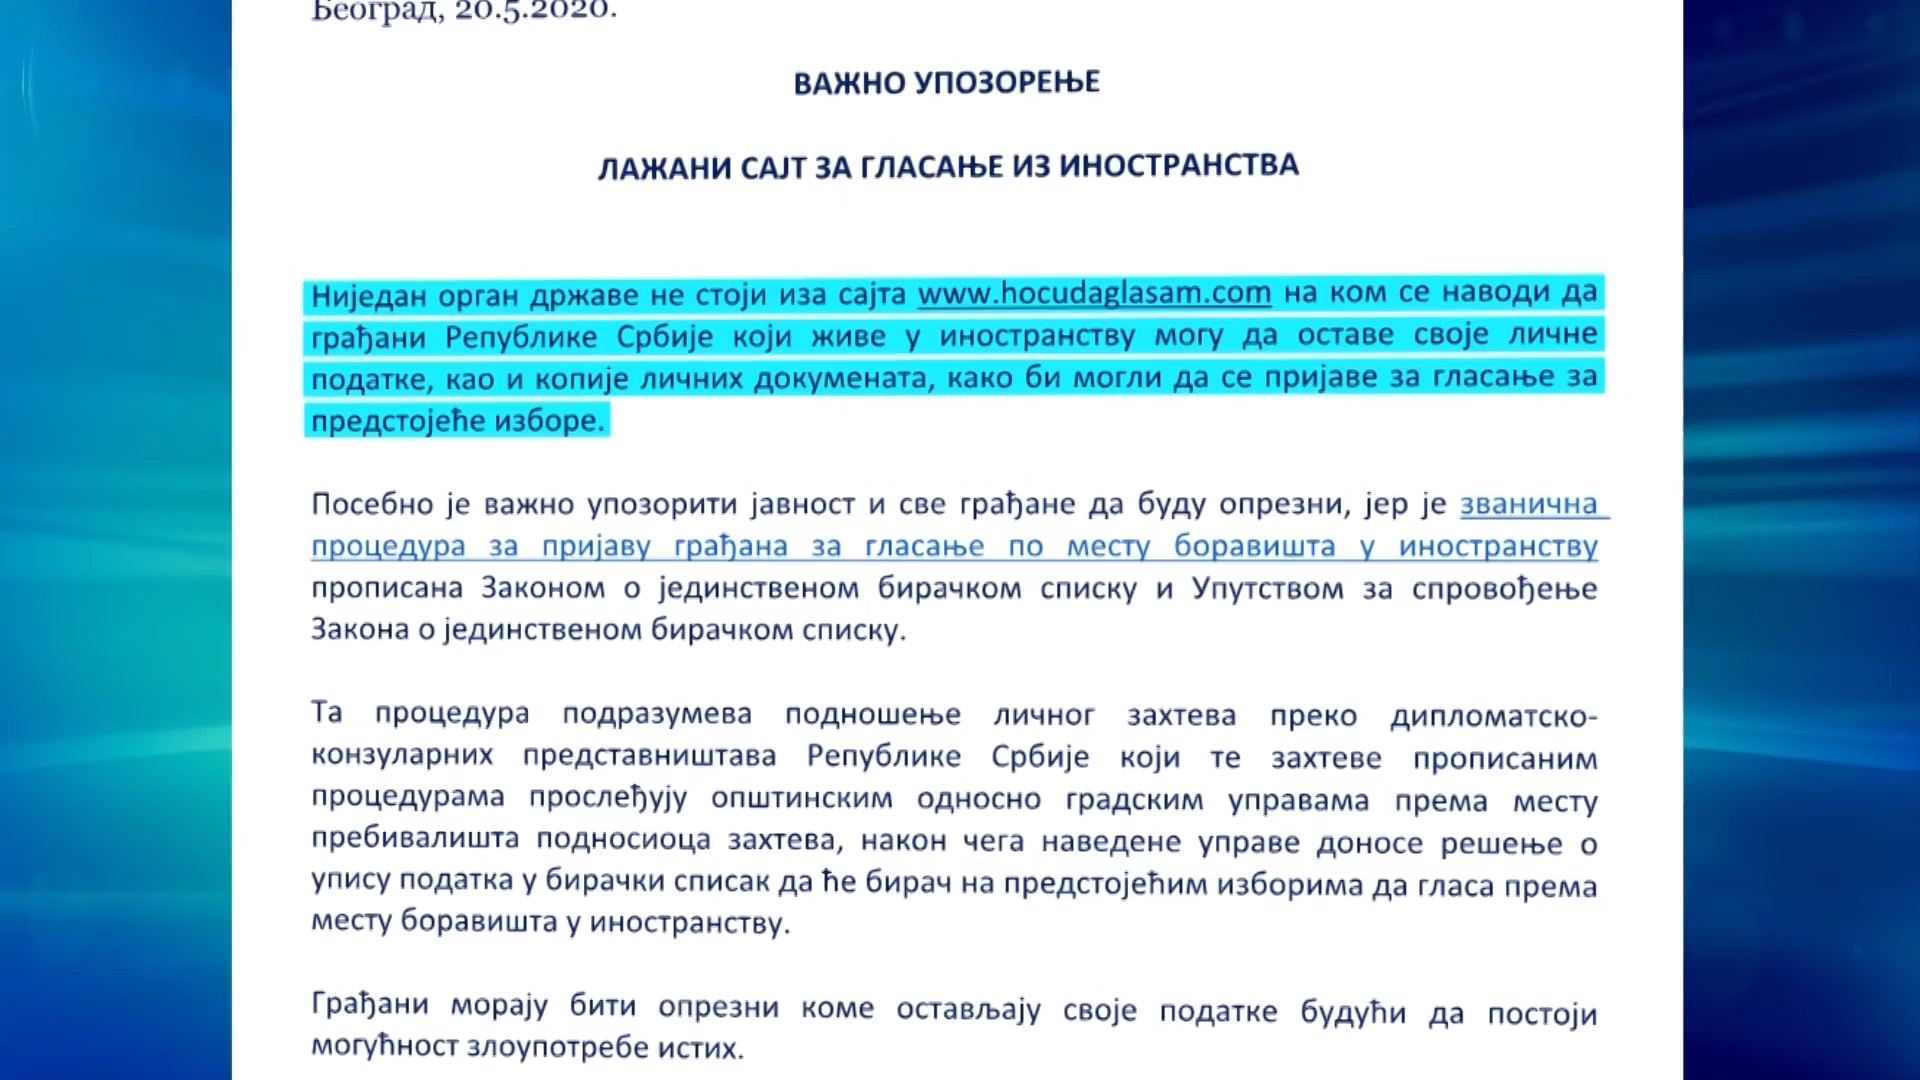 Београд, 20.5.2020.
ВАЖНО УПОЗОРЕЊЕ
ЛАЖАНИ САЈТ ЗА ГЛАСАЊЕ ИЗ ИНОСТРАНСТВА
Ниједан орган државе не стоји иза сајта www.hocudaglasam.com на ком се наводи да
грађани Републике Србије који живе у иностранству могу да оставе своје личне
податке, као и копије личних докумената, како би могли да се пријаве за гласање за
предстојеће изборе.
Посебно је важно упозорити јавност и све грађане да буду опрезни, јер је званична
процедура за пријаву грађана за гласање по месту боравишта у иностранству
прописана Законом о јединственом бирачком списку и Упутством за спровођење
Закона о јединственом бирачком списку.
Та процедура подразумева подношење личног захтева преко дипломатско-
конзуларних представништава Републике Србије који те захтеве прописаним
процедурама прослеђују општинским односно градским управама према месту
пребивалишта подносиоца захтева, након чега наведене управе доносе решење о
упису податка у бирачки списак да ће бирач на предстојећим изборима да гласа према
месту боравишта у иностранству.
Грађани морају бити опрезни коме остављају своје податке будући да постоји
могућност злоупотребе истих.